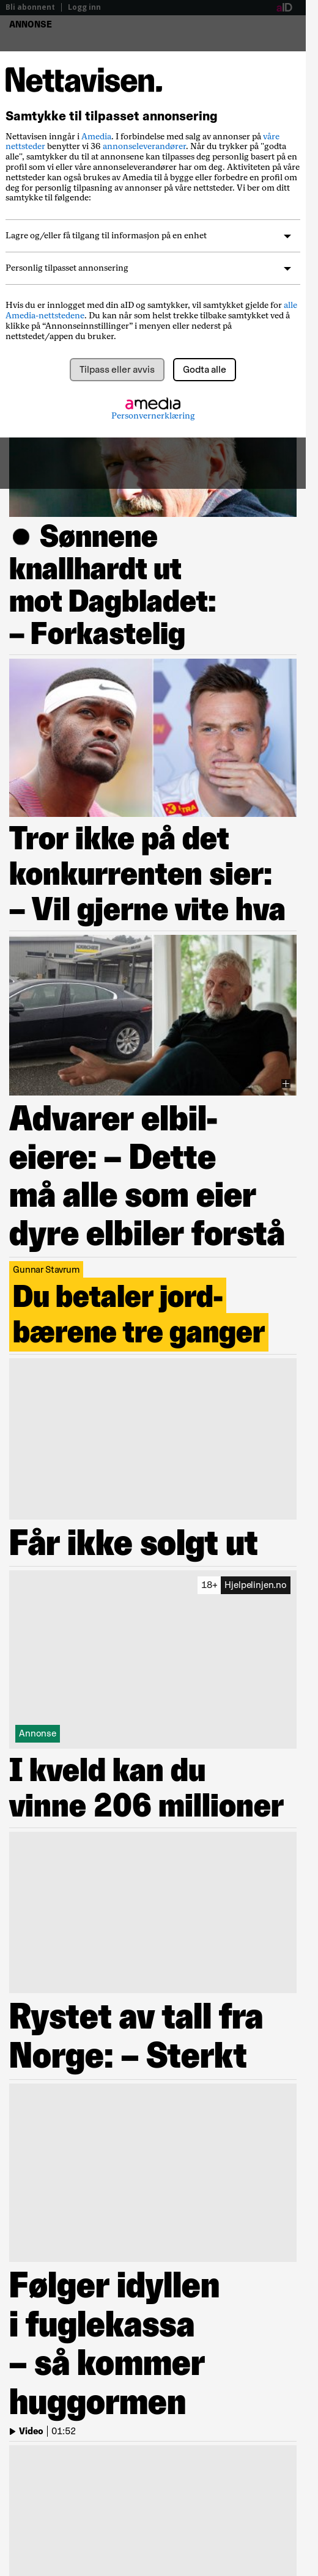 Bli abonnent | Logg inn
aID
ANNONSE
Nettavisen.
Samtykke til tilpasset annonsering
Nettavisen inngår i Amedia. I forbindelse med salg av annonser på våre
nettsteder benytter vi 36 annonseleverandører. Når du trykker på "godta
alle", samtykker du til at annonsene kan tilpasses deg personlig basert på en
profil som vi eller våre annonseleverandører har om deg. Aktiviteten på våre
nettsteder kan også brukes av Amedia til å bygge eller forbedre en profil om
deg for personlig tilpasning av annonser på våre nettsteder. Vi ber om ditt
samtykke til følgende:
Lagre og/eller få tilgang til informasjon på en enhet
Personlig tilpasset annonsering
Hvis du er innlogget med din aID og samtykker, vil samtykket gjelde for alle
Amedia-nettstedene. Du kan når som helst trekke tilbake samtykket ved å
klikke på “Annonseinnstillinger” i menyen eller nederst på
nettstedet/appen du bruker.
Tilpass eller avvis
Godta alle
amedia
Personvernerklæring
Sønnene
knallhardt ut
mot Dagbladet:
– Forkastelig
XTRA
Tror ikke på det
konkurrenten sier:
– Vil gjerne vite hva
Advarer elbil-
eiere: – Dette
må alle som eier
dyre elbiler forstå
Gunnar Stavrum
Du betaler jord-
bærene tre ganger
Får ikke solgt ut
18+ Hjelpelinjen.no
Annonse
I kveld kan du
vinne 206 millioner
Rystet av tall fra
Norge: – Sterkt
Følger idyllen
i fuglekassa
– så kommer
huggormen
Video | 01:52